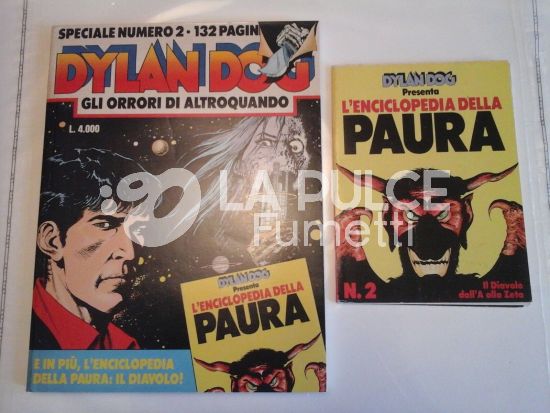 SPECIALE NUMERO 2 - 132 PAGIN
DYLAN DOG
GLI ORRORI DI ALTROQUANDO
L. 4.000
DYLAN DOG
Presenta
L'ENCICLOPEDIA DELLA
PAURA
E IN PIÙ, L'ENCICLOPEDIA
DELLA PAURA: IL DIAVOLO!
DYLAN DOG
Presenta
L'ENCICLOPEDIA DELLA
PAURA
N. 2
Il Diavolo
dall'A alla Zeta
90 LA PULCE
Fumetti